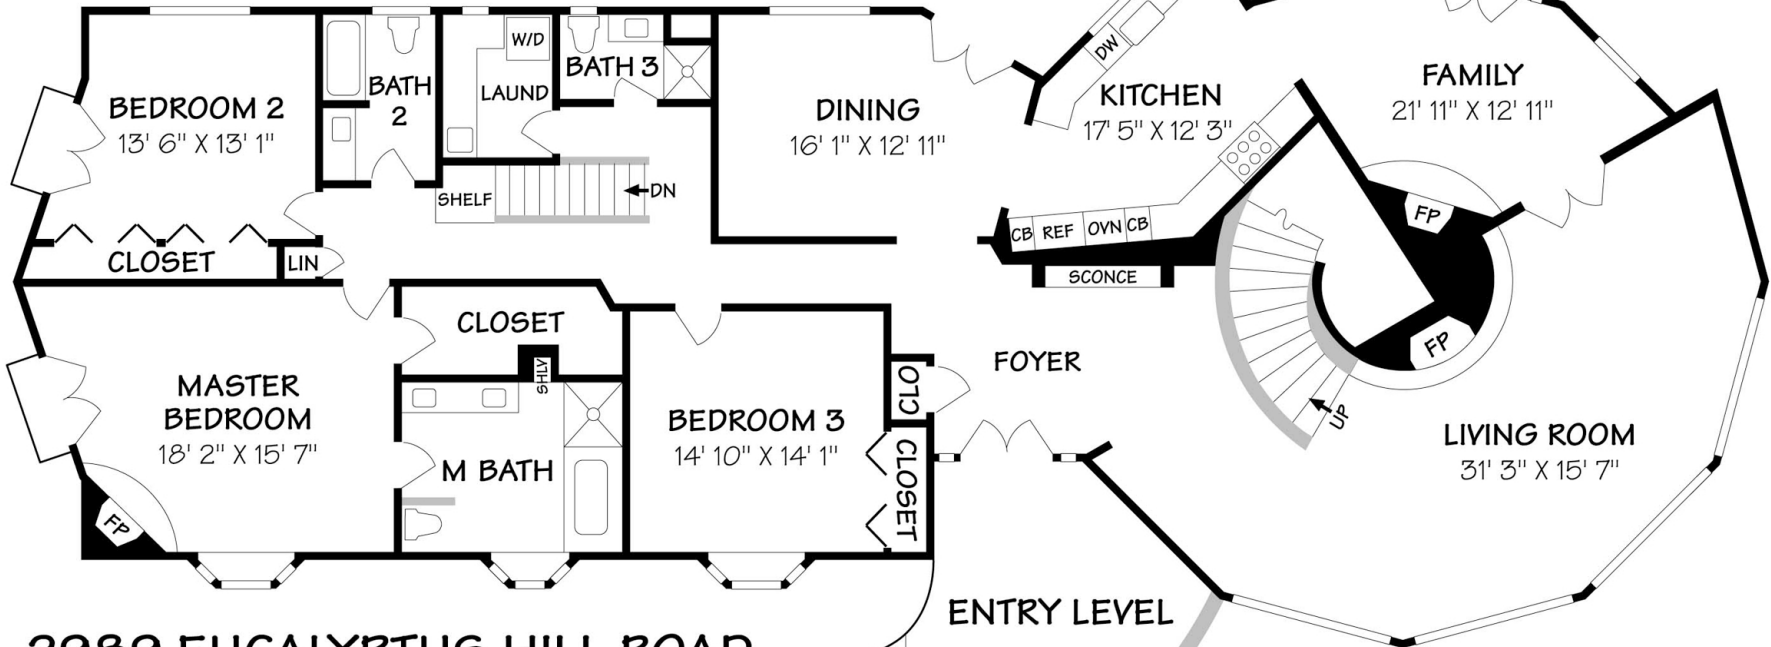 BEDROOM 2
13' 6" X 13' 1"
CLOSET
LIN
BATH
2
W/D
LAUND
BATH 3
SHELF
DN
DINING
16' 1" X 12' 11"
DW
KITCHEN
17' 5" X 12' 3"
CB
REF
OVN
CB
SCONCE
FAMILY
21' 11" X 12' 11"
FP
FP
UP
MASTER
BEDROOM
18' 2" X 15' 7"
FP
CLOSET
SHLV
M BATH
BEDROOM 3
14' 10" X 14' 1"
CLO
CLOSET
FOYER
LIVING ROOM
31' 3" X 15' 7"
ENTRY LEVEL
EUCALYPTUS HILL ROAD